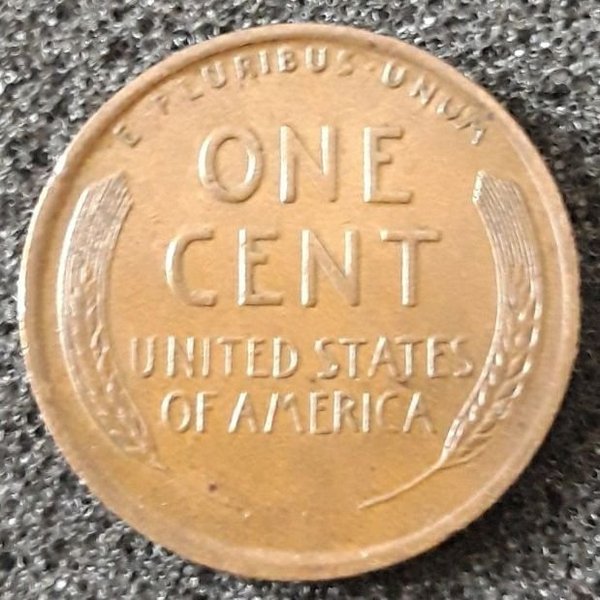 E·PLURIBUS·UNUM
ONE
CENT
UNITED STATES
OF AMERICA